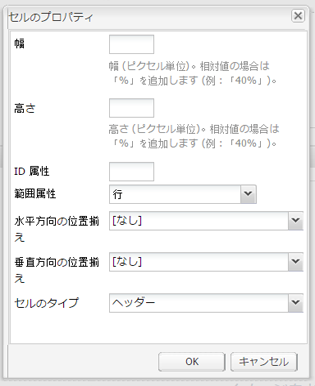 セルのプロパティ
幅
幅 (ピクセル単位)。相対値の場合は
「%」を追加します (例：「40%」)。
高さ
高さ (ピクセル単位)。相対値の場合は
「%」を追加します (例：「40%」)。
ID 属性
範囲属性
行
水平方向の位置揃
え
[なし]
垂直方向の位置揃
え
[なし]
セルのタイプ
ヘッダー
OK
キャンセル